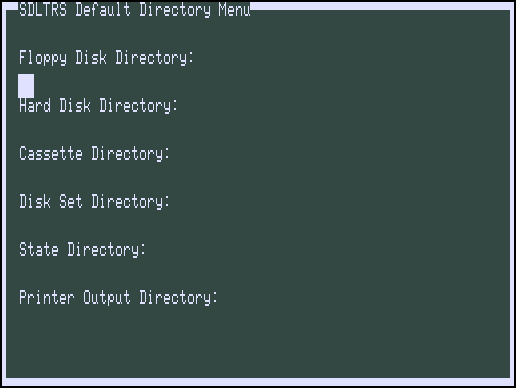 SDLTRS Default Directory Menu
Floppy Disk Directory:
Hard Disk Directory:
Cassette Directory:
Disk Set Directory:
State Directory:
Printer Output Directory: